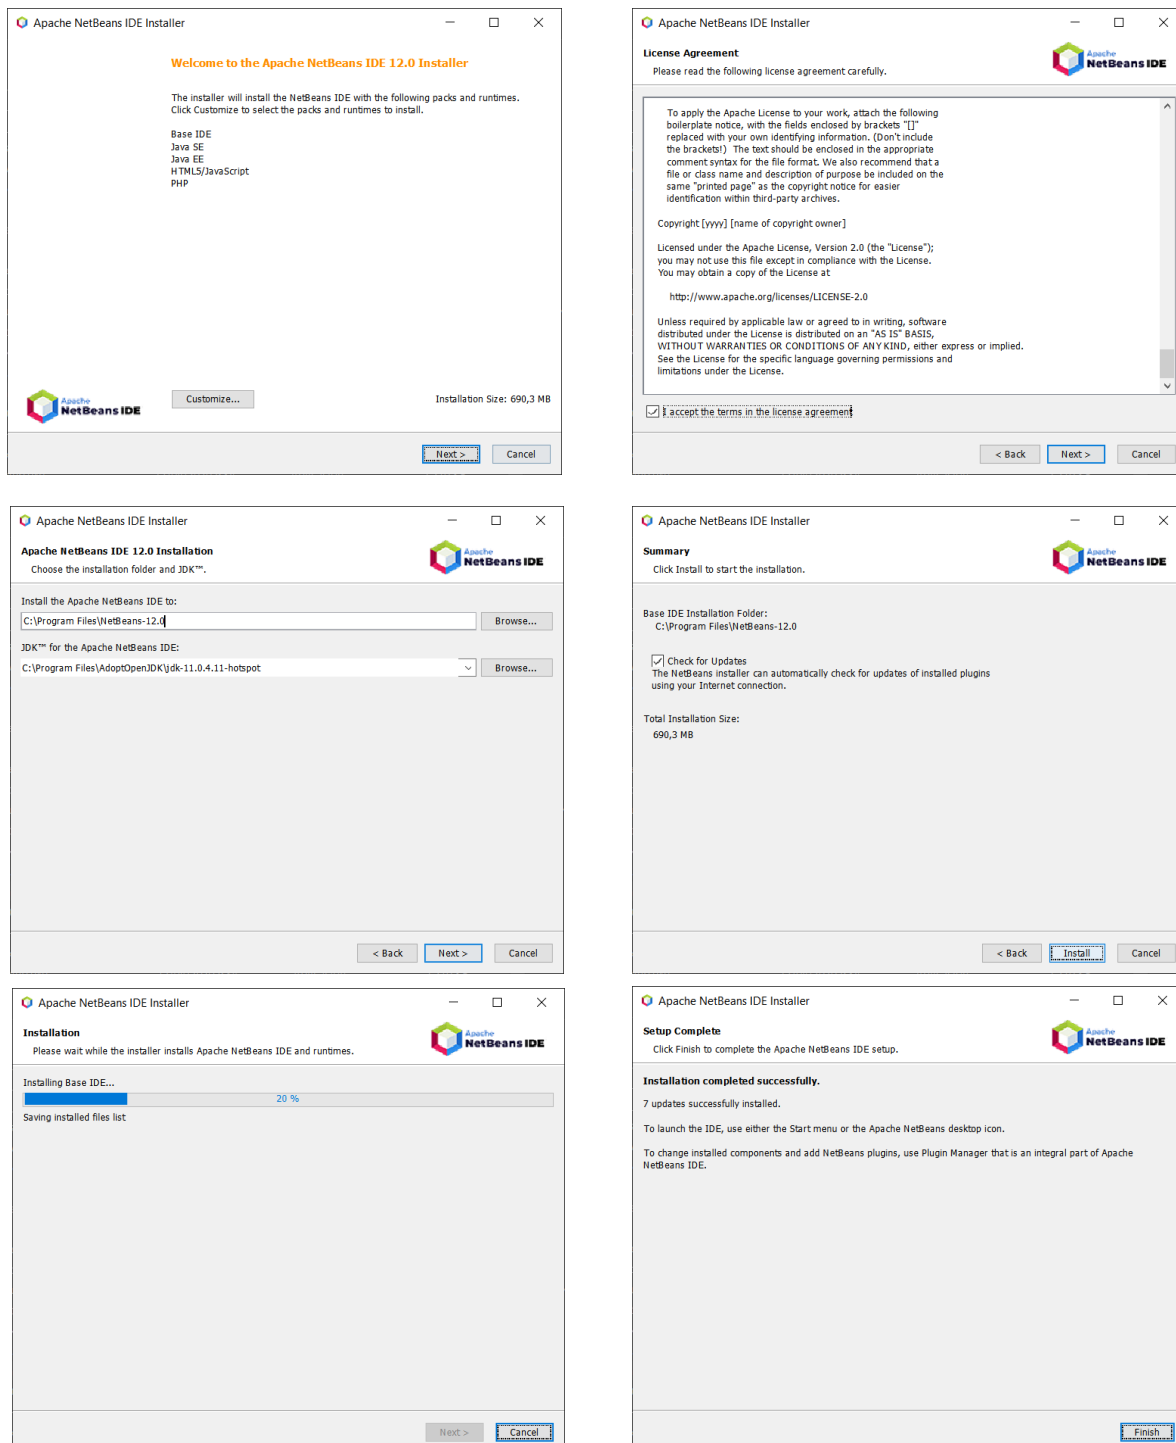 Apache NetBeans IDE Installer
Welcome to the Apache NetBeans IDE 12.0 Installer
The installer will install the NetBeans IDE with the following packs and runtimes.
Click Customize to select the packs and runtimes to install.
Base IDE
Java SE
Java EE
HTML5/JavaScript
PHP
Apache
NetBeans IDE
Customize...
Installation Size: 690,3 MB
Next >
Cancel
Apache NetBeans IDE Installer
License Agreement
Please read the following license agreement carefully.
Apache
NetBeans IDE
To apply the Apache License to your work, attach the following
boilerplate notice, with the fields enclosed by brackets "[]"
replaced with your own identifying information. (Don't include
the brackets!)  The text should be enclosed in the appropriate
comment syntax for the file format. We also recommend that a
file or class name and description of purpose be included on the
same "printed page" as the copyright notice for easier
identification within third-party archives.
Copyright [yyyy] [name of copyright owner]
Licensed under the Apache License, Version 2.0 (the "License");
you may not use this file except in compliance with the License.
You may obtain a copy of the License at
http://www.apache.org/licenses/LICENSE-2.0
Unless required by applicable law or agreed to in writing, software
distributed under the License is distributed on an "AS IS" BASIS,
WITHOUT WARRANTIES OR CONDITIONS OF ANY KIND, either express or implied.
See the License for the specific language governing permissions and
limitations under the License.
I accept the terms in the license agreement
< Back
Next >
Cancel
Apache NetBeans IDE Installer
Apache NetBeans IDE 12.0 Installation
Choose the installation folder and JDK™.
Apache
NetBeans IDE
Install the Apache NetBeans IDE to:
C:\Program Files\NetBeans-12.0
Browse...
JDK™ for the Apache NetBeans IDE:
C:\Program Files\AdoptOpenJDK\jdk-11.0.4.11-hotspot
Browse...
< Back
Next >
Cancel
Apache NetBeans IDE Installer
Summary
Click Install to start the installation.
Apache
NetBeans IDE
Base IDE Installation Folder:
C:\Program Files\NetBeans-12.0
Check for Updates
The NetBeans installer can automatically check for updates of installed plugins
using your Internet connection.
Total Installation Size:
690,3 MB
< Back
Install
Cancel
Apache NetBeans IDE Installer
Installation
Please wait while the installer installs Apache NetBeans IDE and runtimes.
Apache
NetBeans IDE
Installing Base IDE...
20 %
Saving installed files list
Next >
Cancel
Apache NetBeans IDE Installer
Setup Complete
Click Finish to complete the Apache NetBeans IDE setup.
Apache
NetBeans IDE
Installation completed successfully.
7 updates successfully installed.
To launch the IDE, use either the Start menu or the Apache NetBeans desktop icon.
To change installed components and add NetBeans plugins, use Plugin Manager that is an integral part of Apache
NetBeans IDE.
Finish